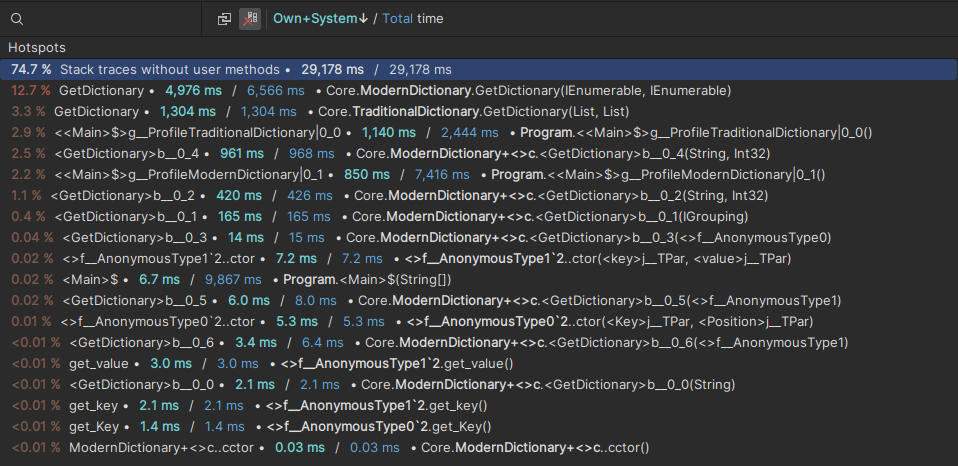 Own+System↓ / Total time
Hotspots
74.7 % Stack traces without user methods • 29,178 ms / 29,178 ms
12.7 % GetDictionary • 4,976 ms / 6,566 ms • Core.ModernDictionary.GetDictionary(IEnumerable, IEnumerable)
3.3 % GetDictionary • 1,304 ms / 1,304 ms • Core.TraditionalDictionary.GetDictionary(List, List)
2.9 % <<Main>$>g__ProfileTraditionalDictionary|0_0 • 1,140 ms / 2,444 ms • Program.<<Main>$>g__ProfileTraditionalDictionary|0_0()
2.5 % <GetDictionary>b__0_4 • 961 ms / 968 ms • Core.ModernDictionary+<>c.<GetDictionary>b__0_4(String, Int32)
2.2 % <<Main>$>g__ProfileModernDictionary|0_1 • 850 ms / 7,416 ms • Program.<<Main>$>g__ProfileModernDictionary|0_1()
1.1 % <GetDictionary>b__0_2 • 420 ms / 426 ms • Core.ModernDictionary+<>c.<GetDictionary>b__0_2(String, Int32)
0.4 % <GetDictionary>b__0_1 • 165 ms / 165 ms • Core.ModernDictionary+<>c.<GetDictionary>b__0_1(IGrouping)
0.04 % <GetDictionary>b__0_3 • 14 ms / 15 ms • Core.ModernDictionary+<>c.<GetDictionary>b__0_3(<>f__AnonymousType0)
0.02 % <>f__AnonymousType1`2..ctor • 7.2 ms / 7.2 ms • <>f__AnonymousType1`2..ctor(<key>j__TPar, <value>j__TPar)
0.02 % <Main>$ • 6.7 ms / 9,867 ms • Program.<Main>$(String[])
0.02 % <GetDictionary>b__0_5 • 6.0 ms / 8.0 ms • Core.ModernDictionary+<>c.<GetDictionary>b__0_5(<>f__AnonymousType1)
0.01 % <>f__AnonymousType0`2..ctor • 5.3 ms / 5.3 ms • <>f__AnonymousType0`2..ctor(<Key>j__TPar, <Position>j__TPar)
<0.01 % <GetDictionary>b__0_6 • 3.4 ms / 6.4 ms • Core.ModernDictionary+<>c.<GetDictionary>b__0_6(<>f__AnonymousType1)
<0.01 % get_value • 3.0 ms / 3.0 ms • <>f__AnonymousType1`2.get_value()
<0.01 % <GetDictionary>b__0_0 • 2.1 ms / 2.1 ms • Core.ModernDictionary+<>c.<GetDictionary>b__0_0(String)
<0.01 % get_key • 2.1 ms / 2.1 ms • <>f__AnonymousType1`2.get_key()
<0.01 % get_Key • 1.4 ms / 1.4 ms • <>f__AnonymousType0`2.get_Key()
<0.01 % ModernDictionary+<>c..cctor • 0.03 ms / 0.03 ms • Core.ModernDictionary+<>c..cctor()